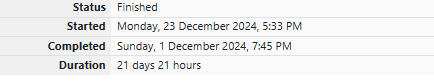 Status Finished
Started Monday, 23 December 2024, 5:33 PM
Completed Sunday, 1 December 2024, 7:45 PM
Duration 21 days 21 hours